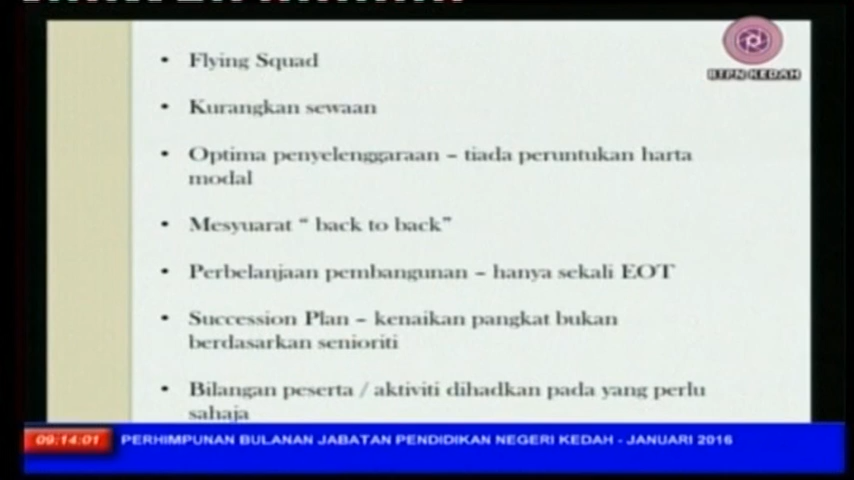 BTPN KEDAH
• Flying Squad
• Kurangkan sewaan
• Optima penyelenggaraan – tiada peruntukan harta
modal
• Mesyuarat “ back to back”
• Perbelanjaan pembangunan – hanya sekali EOT
• Succession Plan – kenaikan pangkat bukan
berdasarkan senioriti
• Bilangan peserta / aktiviti dihadkan pada yang perlu
sahaja
09:14:01 PERHIMPUNAN BULANAN JABATAN PENDIDIKAN NEGERI KEDAH - JANUARI 2016